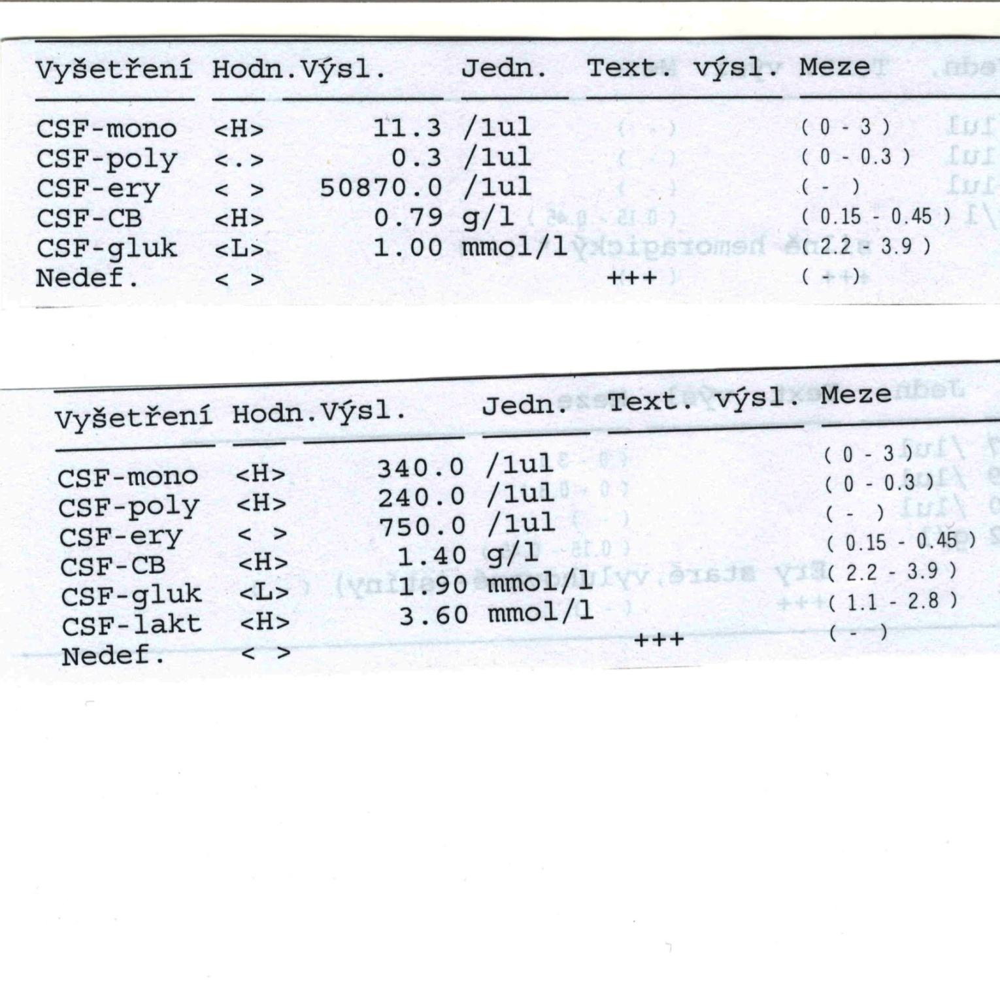 Vyšetření Hodn. Výsl. Jedn. Text. výsl. Meze
CSF-mono <H> 11.3 /1ul ( 0 - 3 )
CSF-poly <.> 0.3 /1ul ( 0 - 0.3 )
CSF-ery < > 50870.0 /1ul ( - )
CSF-CB <H> 0.79 g/l ( 0.15 - 0.45 )
CSF-gluk <L> 1.00 mmol/l ( 2.2 - 3.9 )
Nedef. < > +++ ( - )
Vyšetření Hodn. Výsl. Jedn. Text. výsl. Meze
CSF-mono <H> 340.0 /1ul ( 0 - 3 )
CSF-poly <H> 240.0 /1ul ( 0 - 0.3 )
CSF-ery < > 750.0 /1ul ( - )
CSF-CB <H> 1.40 g/l ( 0.15 - 0.45 )
CSF-gluk <L> 1.90 mmol/l ( 2.2 - 3.9 )
CSF-lakt <H> 3.60 mmol/l ( 1.1 - 2.8 )
Nedef. < > +++ ( - )